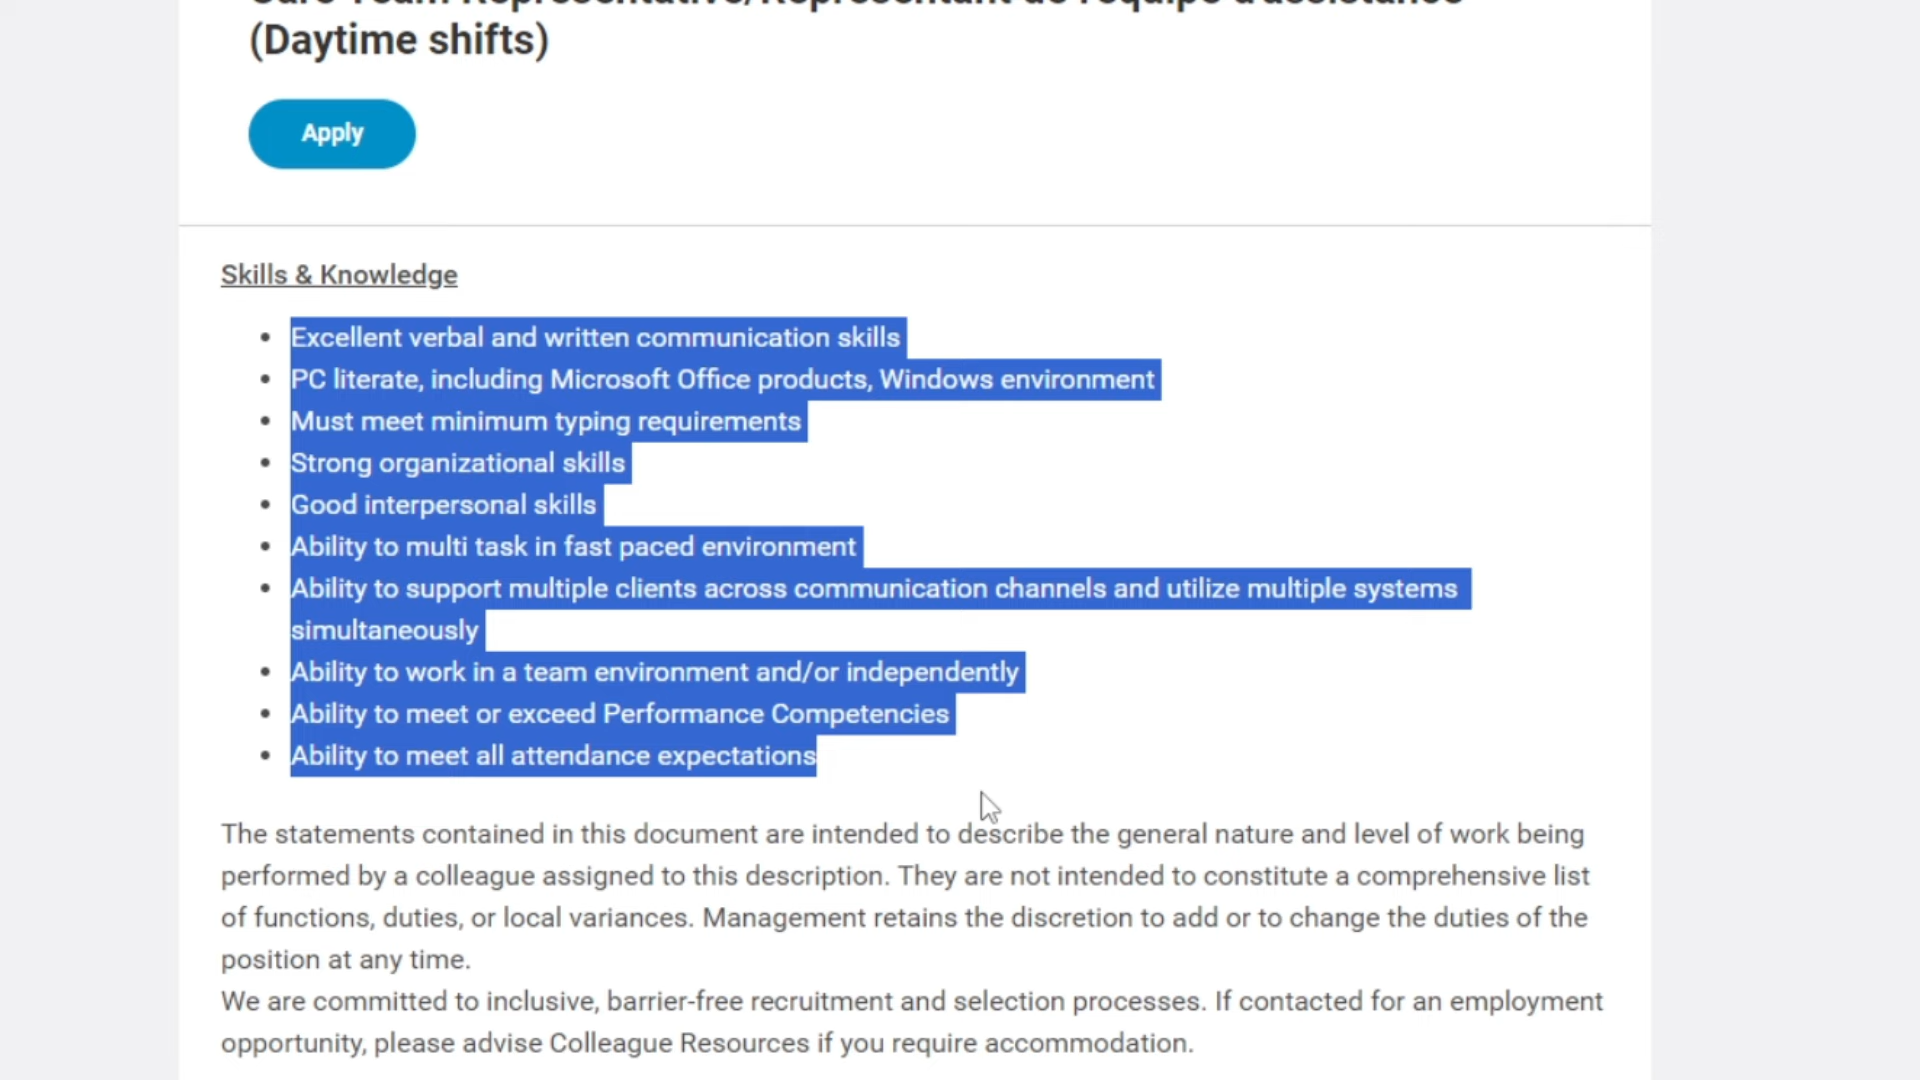 Care Team Representative/Représentant de l'équipe d'assistance
(Daytime shifts)
Apply
Skills & Knowledge
Excellent verbal and written communication skills
PC literate, including Microsoft Office products, Windows environment
Must meet minimum typing requirements
Strong organizational skills
Good interpersonal skills
Ability to multi task in fast paced environment
Ability to support multiple clients across communication channels and utilize multiple systems
simultaneously
Ability to work in a team environment and/or independently
Ability to meet or exceed Performance Competencies
Ability to meet all attendance expectations
The statements contained in this document are intended to describe the general nature and level of work being
performed by a colleague assigned to this description. They are not intended to constitute a comprehensive list
of functions, duties, or local variances. Management retains the discretion to add or to change the duties of the
position at any time.
We are committed to inclusive, barrier-free recruitment and selection processes. If contacted for an employment
opportunity, please advise Colleague Resources if you require accommodation.